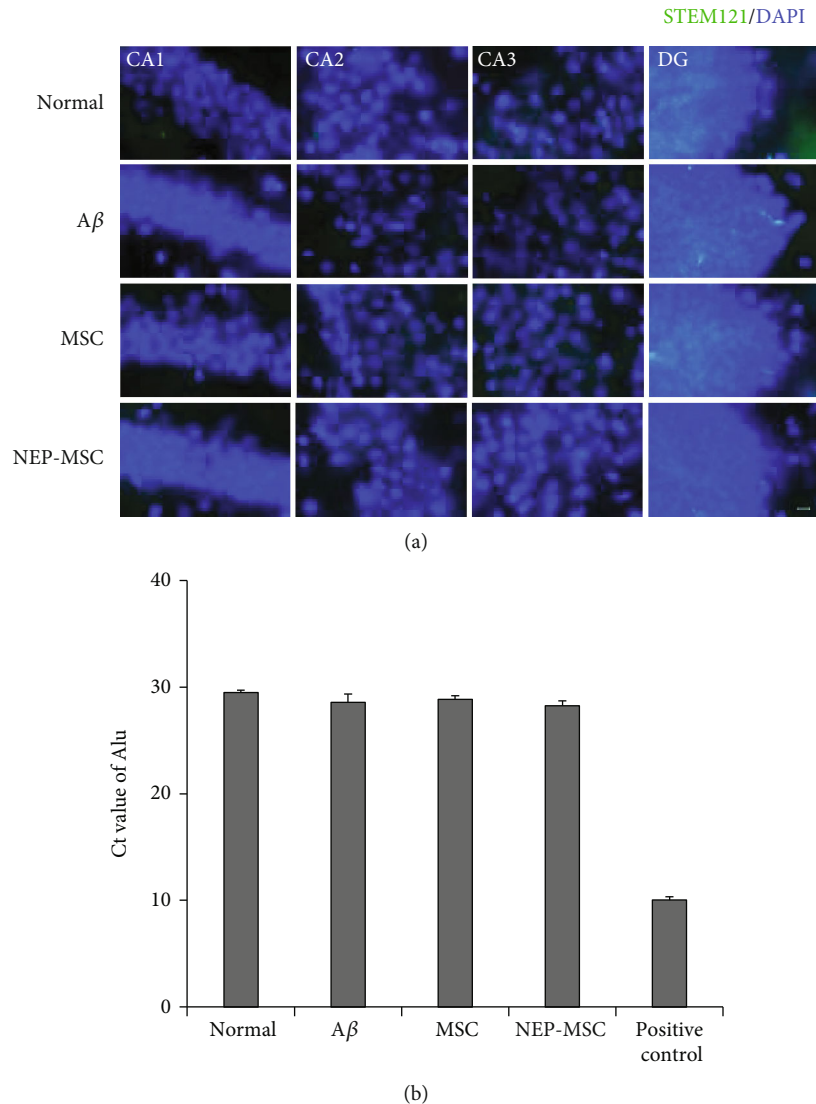 STEM121/DAPI
CA1 CA2 CA3 DG
Normal
Aβ
MSC
NEP-MSC
(a)
40
30
20
10
0
Ct value of Alu
Normal Aβ MSC NEP-MSC Positive
control
(b)